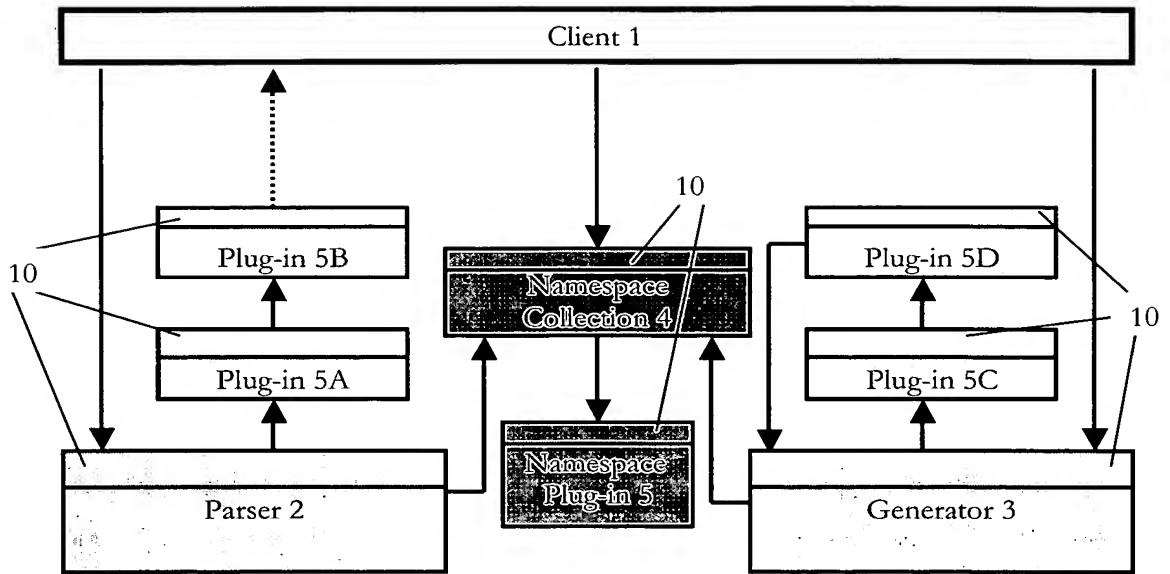 Client 1
10
Plug-in 5B
Plug-in 5D
Namespace
Collection 4
10
10
Plug-in 5A
Plug-in 5C
Namespace
Plug-in 5
Parser 2
Generator 3